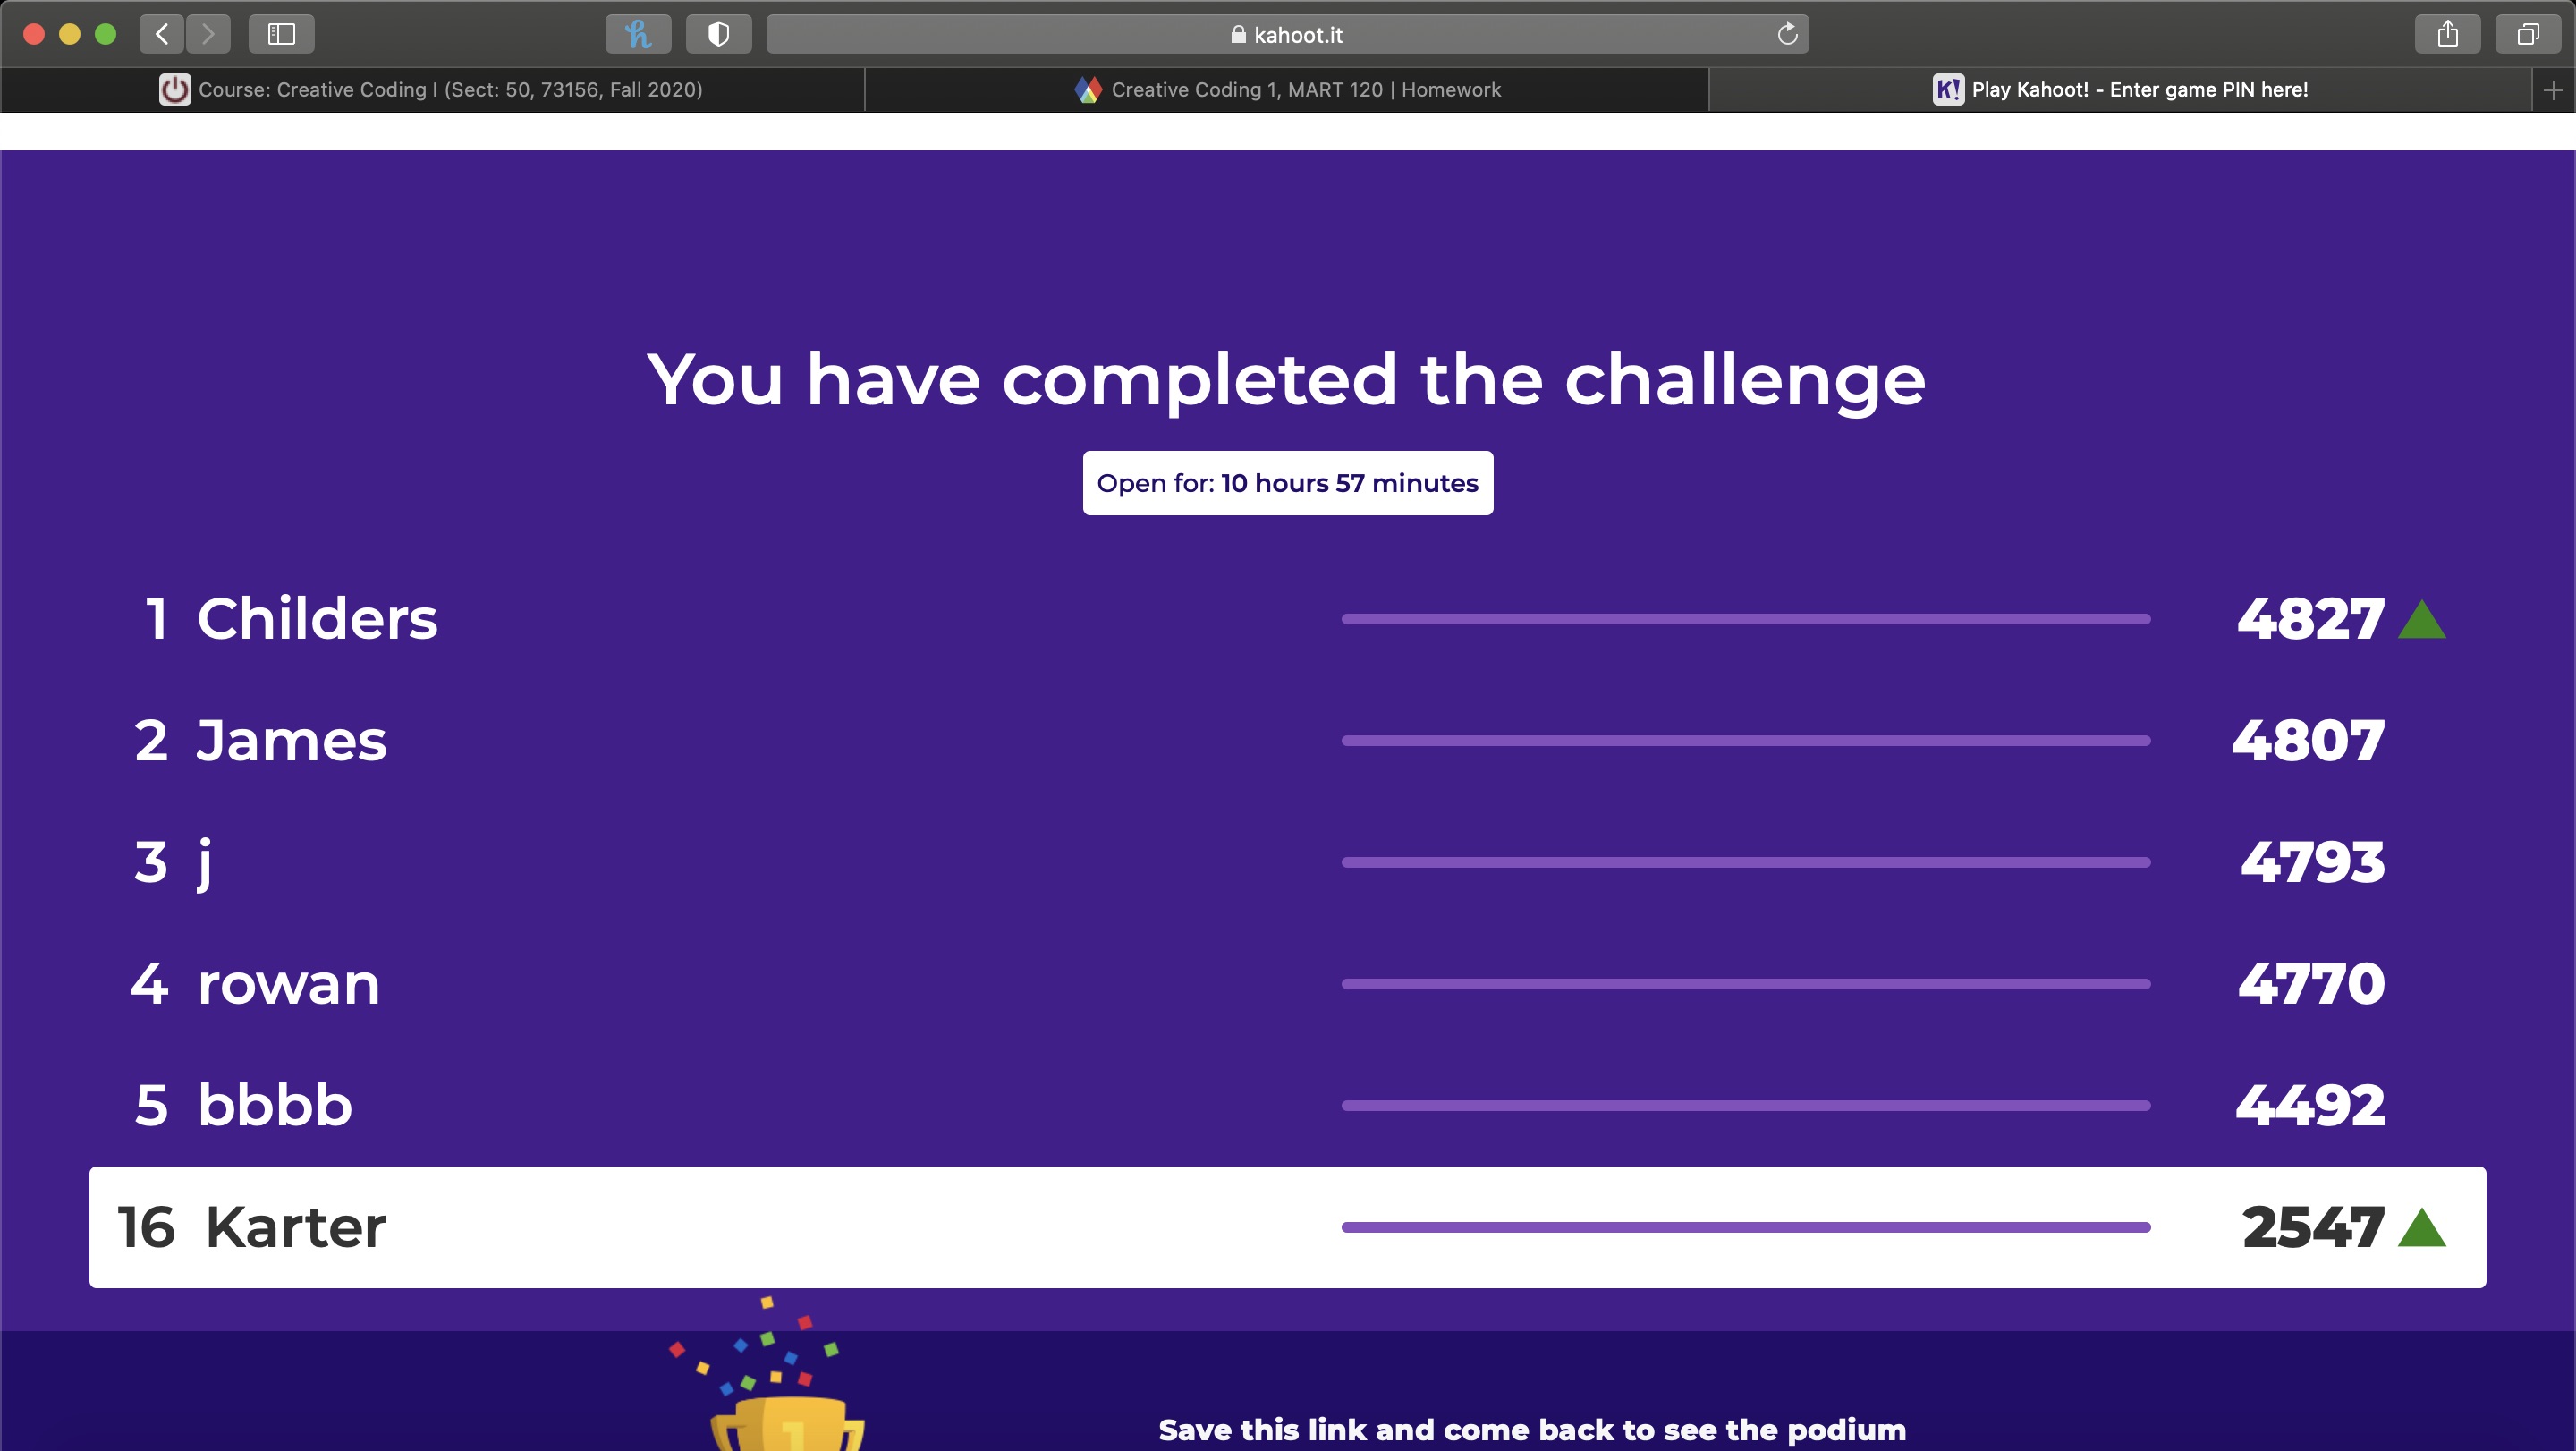 kahoot.it
Course: Creative Coding I (Sect: 50, 73156, Fall 2020)
Creative Coding 1, MART 120 | Homework
K! Play Kahoot! - Enter game PIN here!
You have completed the challenge
Open for: 10 hours 57 minutes
1 Childers 4827
2 James 4807
3 j 4793
4 rowan 4770
5 bbbb 4492
16 Karter 2547
1
Save this link and come back to see the podium